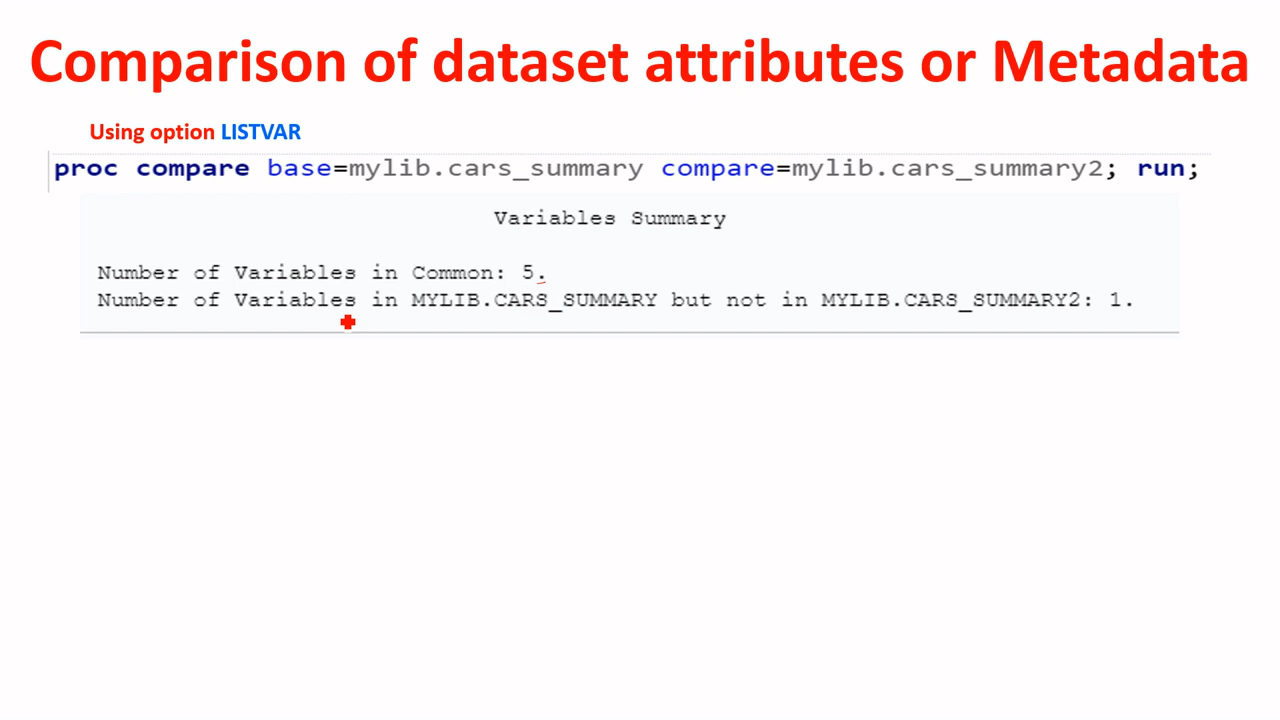 Comparison of dataset attributes or Metadata
Using option LISTVAR
proc compare base=mylib.cars_summary compare=mylib.cars_summary2; run;
Variables Summary
Number of Variables in Common: 5.
Number of Variables in MYLIB.CARS_SUMMARY but not in MYLIB.CARS_SUMMARY2: 1.